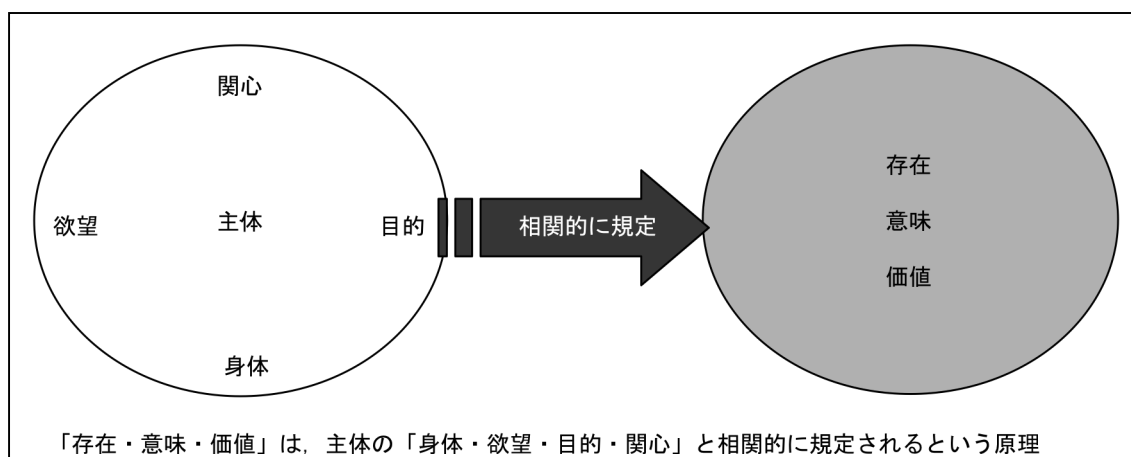 関心
欲望 主体 目的
身体
相関的に規定
存在
意味
価値
「存在・意味・価値」は，主体の「身体・欲望・目的・関心」と相関的に規定されるという原理